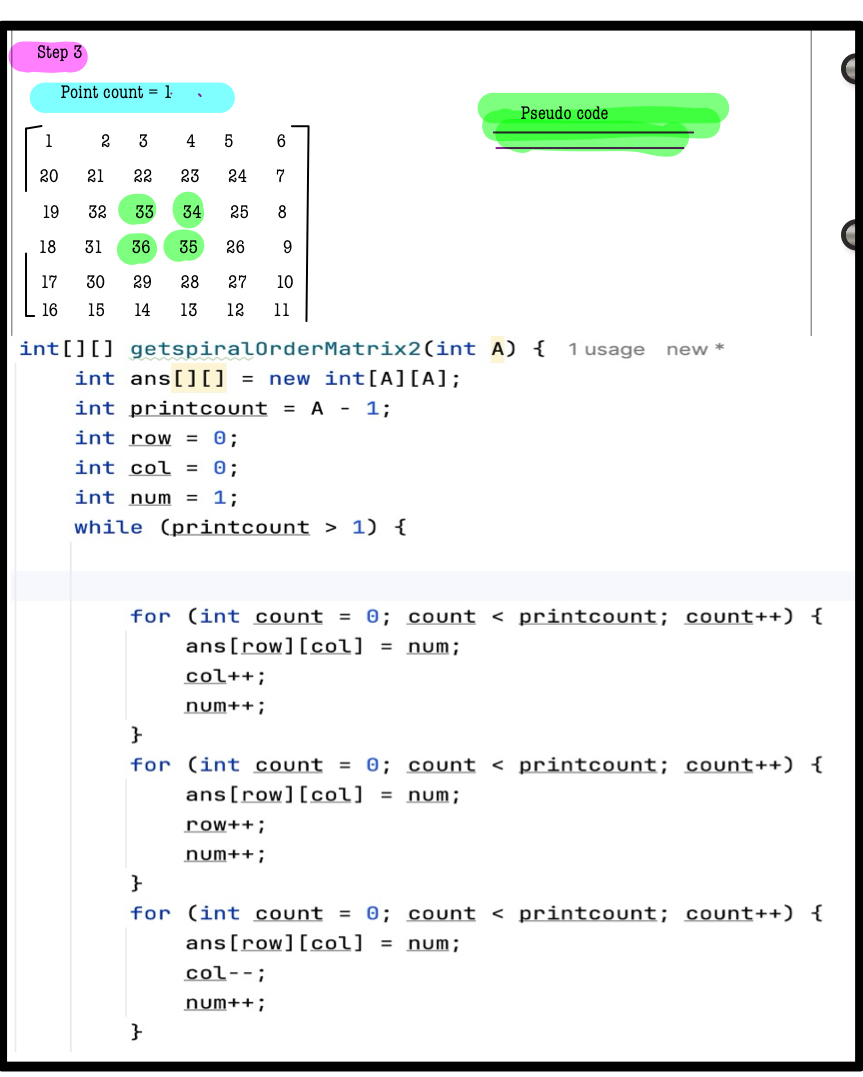 Step 3
Point count = 1
Pseudo code
1 2 3 4 5 6
20 21 22 23 24 7
19 32 33 34 25 8
18 31 36 35 26 9
17 30 29 28 27 10
16 15 14 13 12 11
int[][] getspiralOrderMatrix2(int A) { 1 usage new *
    int ans[][] = new int[A][A];
    int printcount = A - 1;
    int row = 0;
    int col = 0;
    int num = 1;
    while (printcount > 1) {
        for (int count = 0; count < printcount; count++) {
            ans[row][col] = num;
            col++;
            num++;
        }
        for (int count = 0; count < printcount; count++) {
            ans[row][col] = num;
            row++;
            num++;
        }
        for (int count = 0; count < printcount; count++) {
            ans[row][col] = num;
            col--;
            num++;
        }